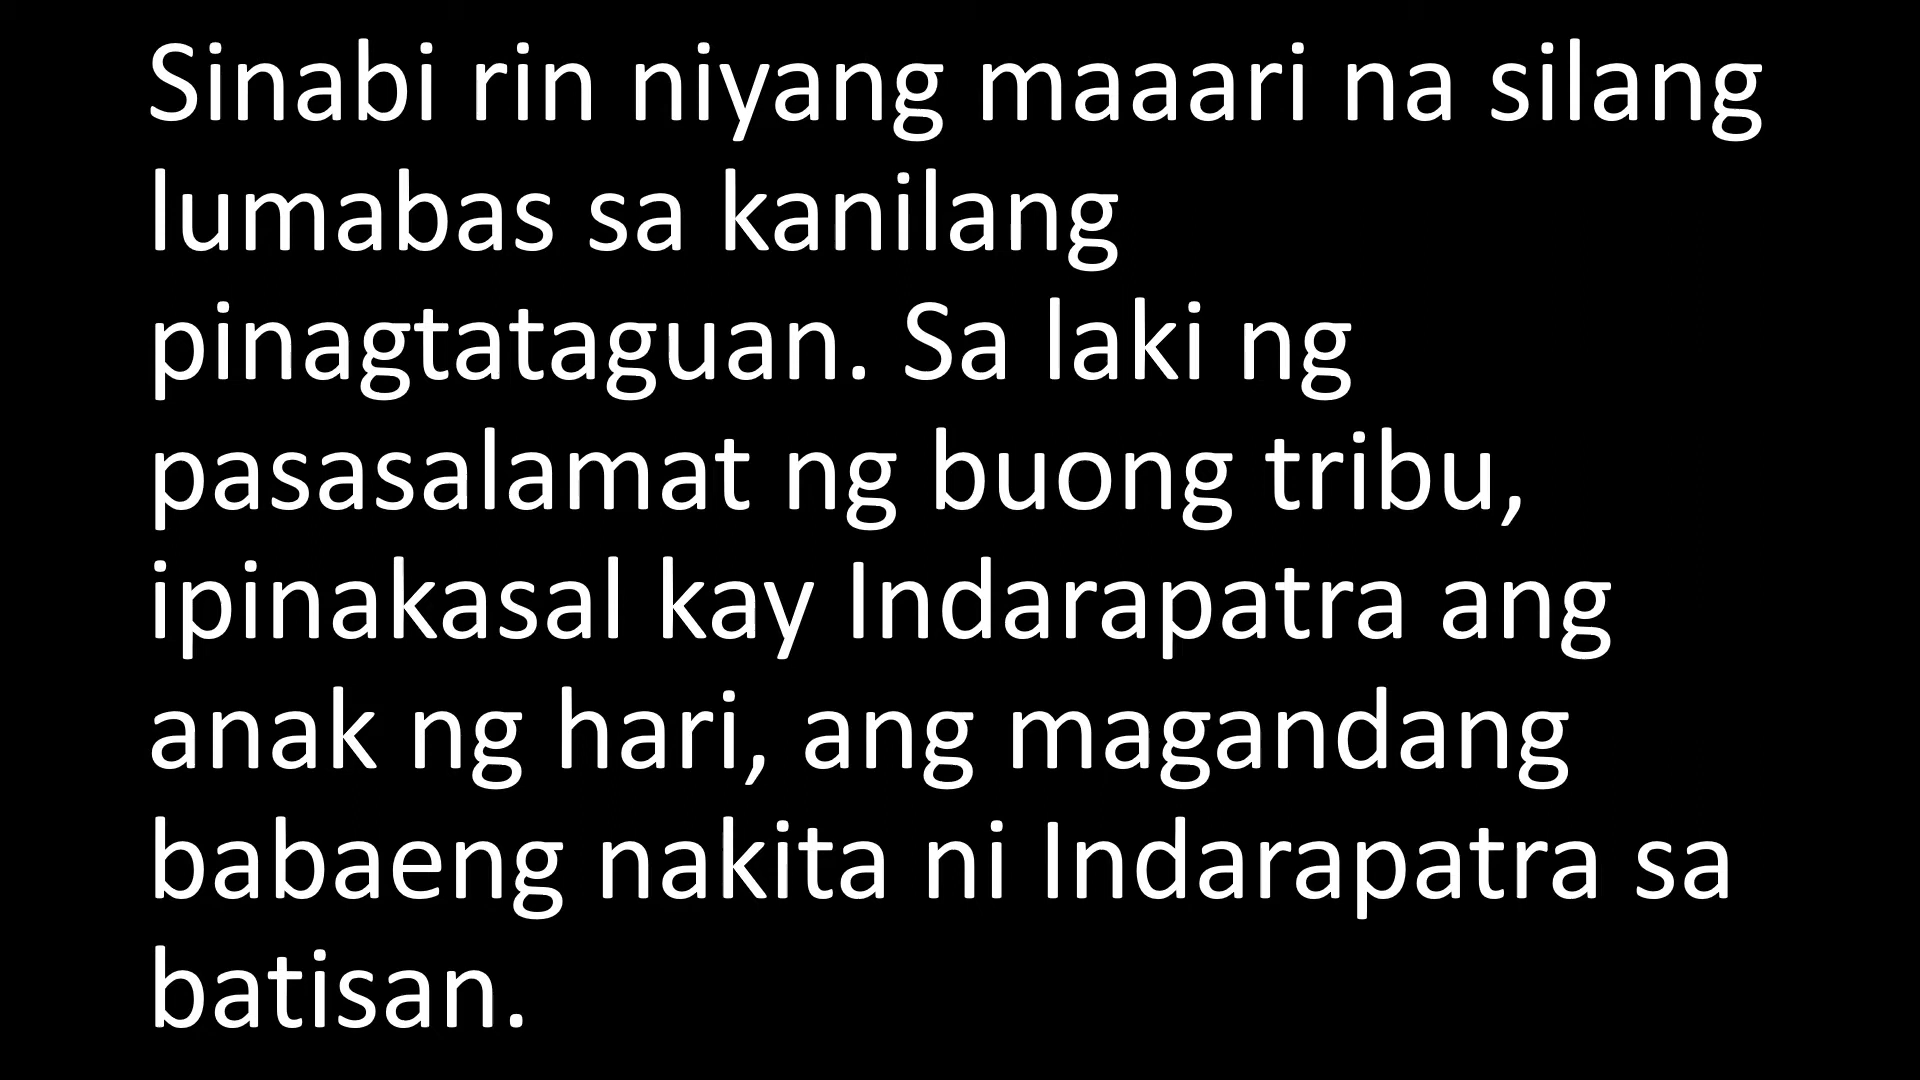 Sinabi rin niyang maaari na silang
lumabas sa kanilang
pinagtataguan. Sa laki ng
pasasalamat ng buong tribu,
ipinakasal kay Indarapatra ang
anak ng hari, ang magandang
babaeng nakita ni Indarapatra sa
batisan.